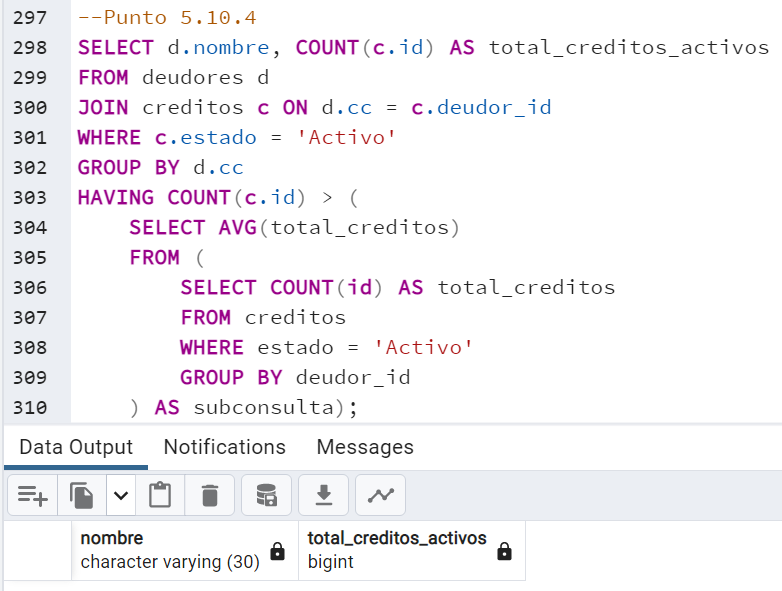 297 --Punto 5.10.4
298 SELECT d.nombre, COUNT(c.id) AS total_creditos_activos
299 FROM deudores d
300 JOIN creditos c ON d.cc = c.deudor_id
301 WHERE c.estado = 'Activo'
302 GROUP BY d.cc
303 HAVING COUNT(c.id) > (
304 SELECT AVG(total_creditos)
305 FROM (
306 SELECT COUNT(id) AS total_creditos
307 FROM creditos
308 WHERE estado = 'Activo'
309 GROUP BY deudor_id
310 ) AS subconsulta);
Data Output Notifications Messages
nombre total_creditos_activos
character varying (30) bigint